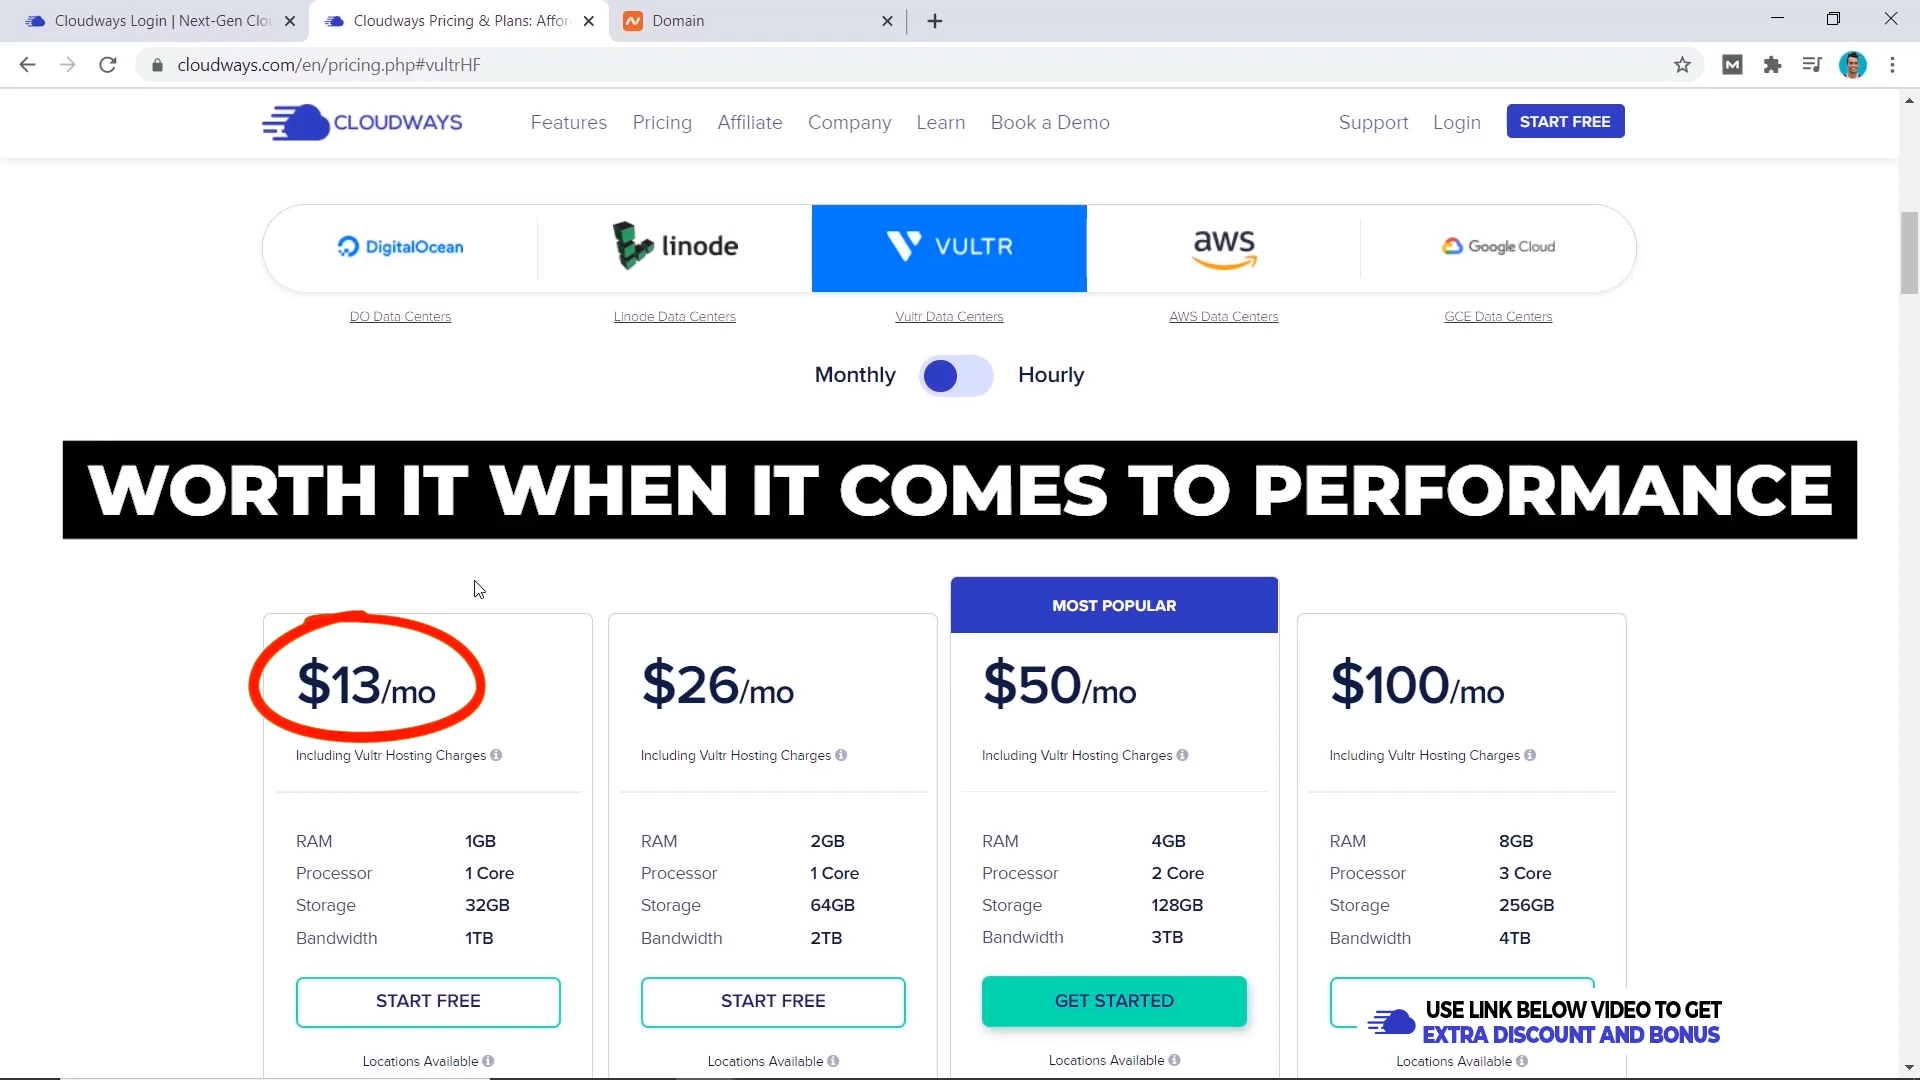 Cloudways Login | Next-Gen Clou
Cloudways Pricing & Plans: Affor
Domain
cloudways.com/en/pricing.php#vultrHF
CLOUDWAYS
Features
Pricing
Affiliate
Company
Learn
Book a Demo
Support
Login
START FREE
DigitalOcean
linode
VULTR
aws
Google Cloud
DO Data Centers
Linode Data Centers
Vultr Data Centers
AWS Data Centers
GCE Data Centers
Monthly
Hourly
WORTH IT WHEN IT COMES TO PERFORMANCE
MOST POPULAR
$13/mo
$26/mo
$50/mo
$100/mo
Including Vultr Hosting Charges
Including Vultr Hosting Charges
Including Vultr Hosting Charges
Including Vultr Hosting Charges
RAM 1GB
RAM 2GB
RAM 4GB
RAM 8GB
Processor 1 Core
Processor 1 Core
Processor 2 Core
Processor 3 Core
Storage 32GB
Storage 64GB
Storage 128GB
Storage 256GB
Bandwidth 1TB
Bandwidth 2TB
Bandwidth 3TB
Bandwidth 4TB
START FREE
START FREE
GET STARTED
USE LINK BELOW VIDEO TO GET
EXTRA DISCOUNT AND BONUS
Locations Available
Locations Available
Locations Available
Locations Available